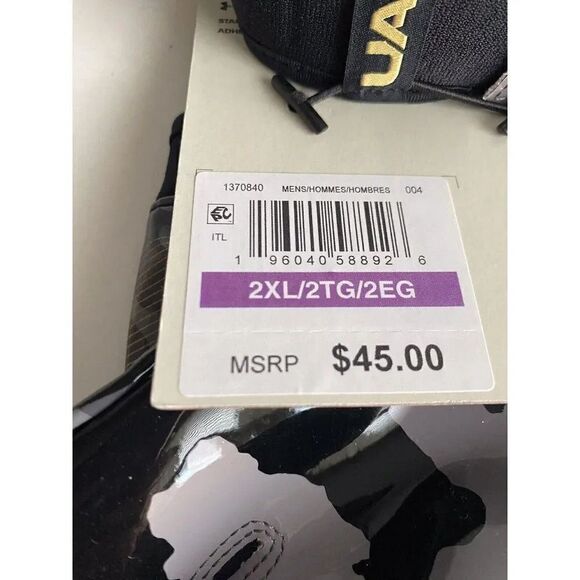 UA
1370840 MENS/HOMMES/HOMBRES 004
ITL
1 96040 58892 6
2XL/2TG/2EG
MSRP $45.00